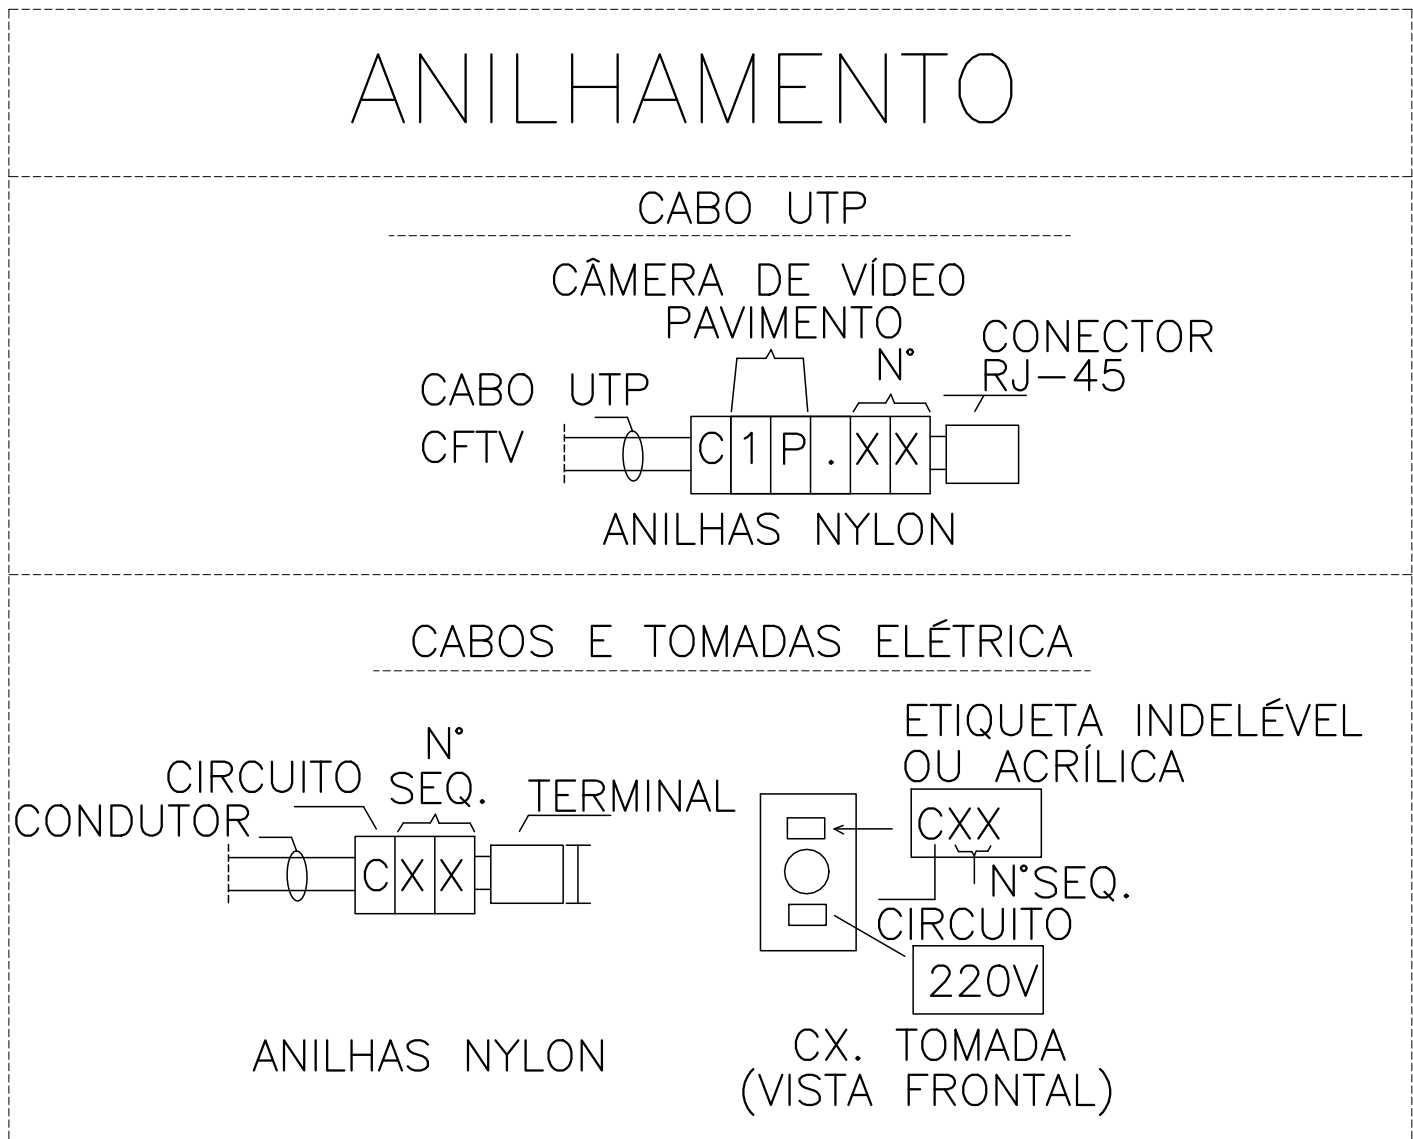 ANILHAMENTO
CABO UTP
CÂMERA DE VÍDEO
PAVIMENTO
N°
CONECTOR
RJ-45
CABO UTP
CFTV
C 1 P . X X
ANILHAS NYLON
CABOS E TOMADAS ELÉTRICA
N°
SEQ.
CIRCUITO
CONDUTOR
TERMINAL
C X X
ANILHAS NYLON
ETIQUETA INDELÉVEL
OU ACRÍLICA
CXX
N°SEQ.
CIRCUITO
220V
CX. TOMADA
(VISTA FRONTAL)